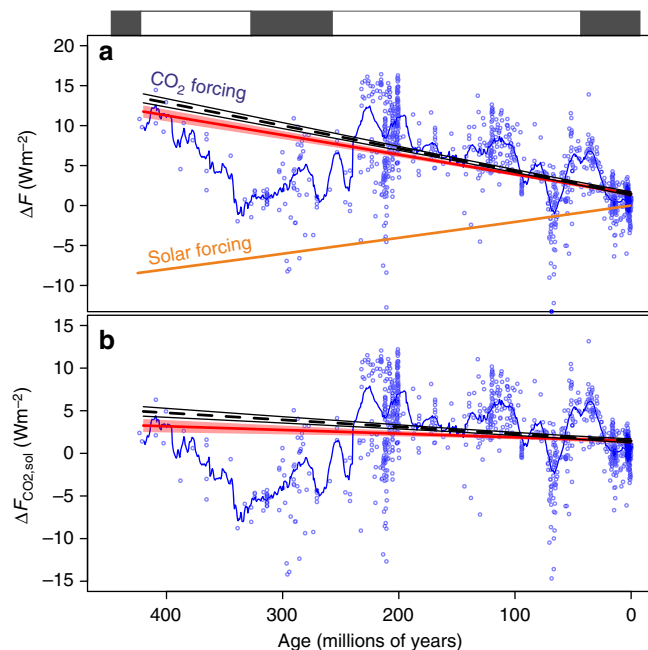 a
20
15
10
5
0
−5
−10
ΔF (Wm−2)
CO2 forcing
Solar forcing
b
15
10
5
0
−5
−10
−15
ΔFCO2,sol (Wm−2)
400 300 200 100 0
Age (millions of years)